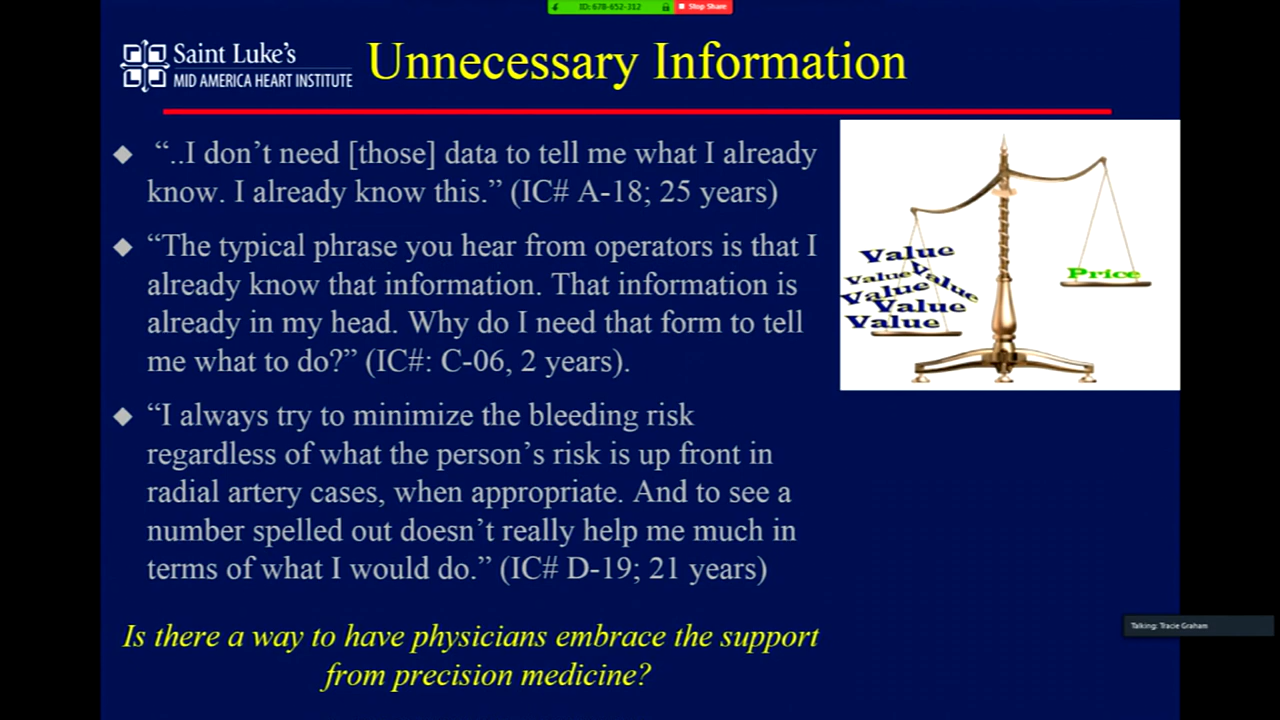 ID: 678-652-312
Stop Share
Saint Luke's
MID AMERICA HEART INSTITUTE
Unnecessary Information
“..I don’t need [those] data to tell me what I already
know. I already know this.” (IC# A-18; 25 years)
“The typical phrase you hear from operators is that I
already know that information. That information is
already in my head. Why do I need that form to tell
me what to do?” (IC#: C-06, 2 years).
“I always try to minimize the bleeding risk
regardless of what the person’s risk is up front in
radial artery cases, when appropriate. And to see a
number spelled out doesn’t really help me much in
terms of what I would do.” (IC# D-19; 21 years)
Is there a way to have physicians embrace the support
from precision medicine?
Value
Value
Value
Value
Value
Value
Price
Talking: Tracie Graham